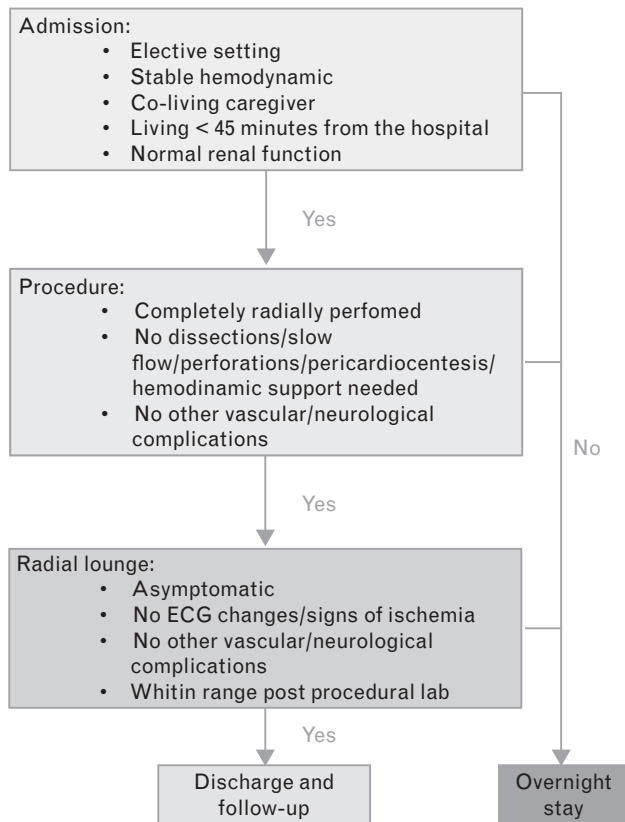 Admission:
• Elective setting
• Stable hemodynamic
• Co-living caregiver
• Living < 45 minutes from the hospital
• Normal renal function
Yes
Procedure:
• Completely radially perfomed
• No dissections/slow
flow/perforations/pericardiocentesis/
hemodinamic support needed
• No other vascular/neurological
complications
No
Yes
Radial lounge:
• Asymptomatic
• No ECG changes/signs of ischemia
• No other vascular/neurological
complications
• Whitin range post procedural lab
Yes
Discharge and
follow-up
Overnight
stay